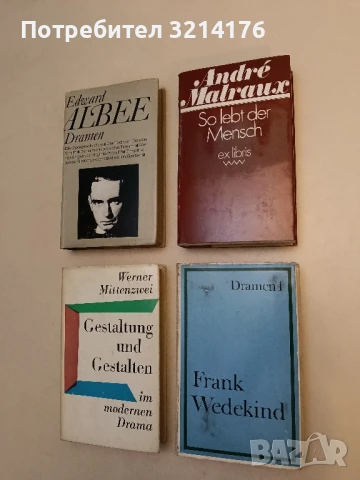 Потребител 3214176
Edward
ALBEE
Dramen
André
Malraux
So lebt der
Mensch
ex libris
Werner
Mittenzwei
Gestaltung
und
Gestalten
im
modernen
Drama
Dramen I
Frank
Wedekind
BAZAR